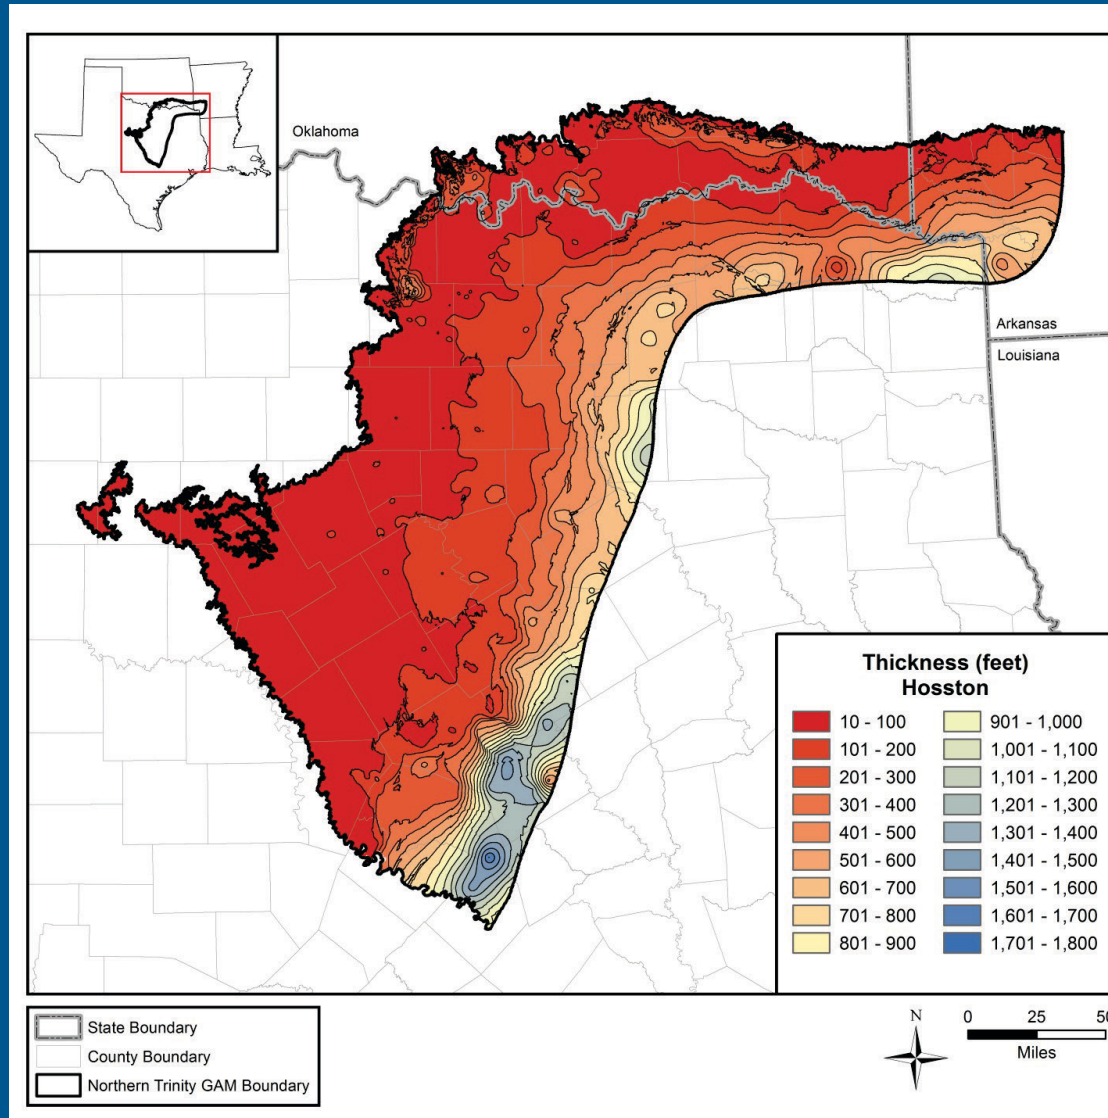 Oklahoma
Arkansas
Louisiana
Thickness (feet)
Hosston
10 - 100
101 - 200
201 - 300
301 - 400
401 - 500
501 - 600
601 - 700
701 - 800
801 - 900
901 - 1,000
1,001 - 1,100
1,101 - 1,200
1,201 - 1,300
1,301 - 1,400
1,401 - 1,500
1,501 - 1,600
1,601 - 1,700
1,701 - 1,800
State Boundary
County Boundary
Northern Trinity GAM Boundary
N
0 25 50
Miles